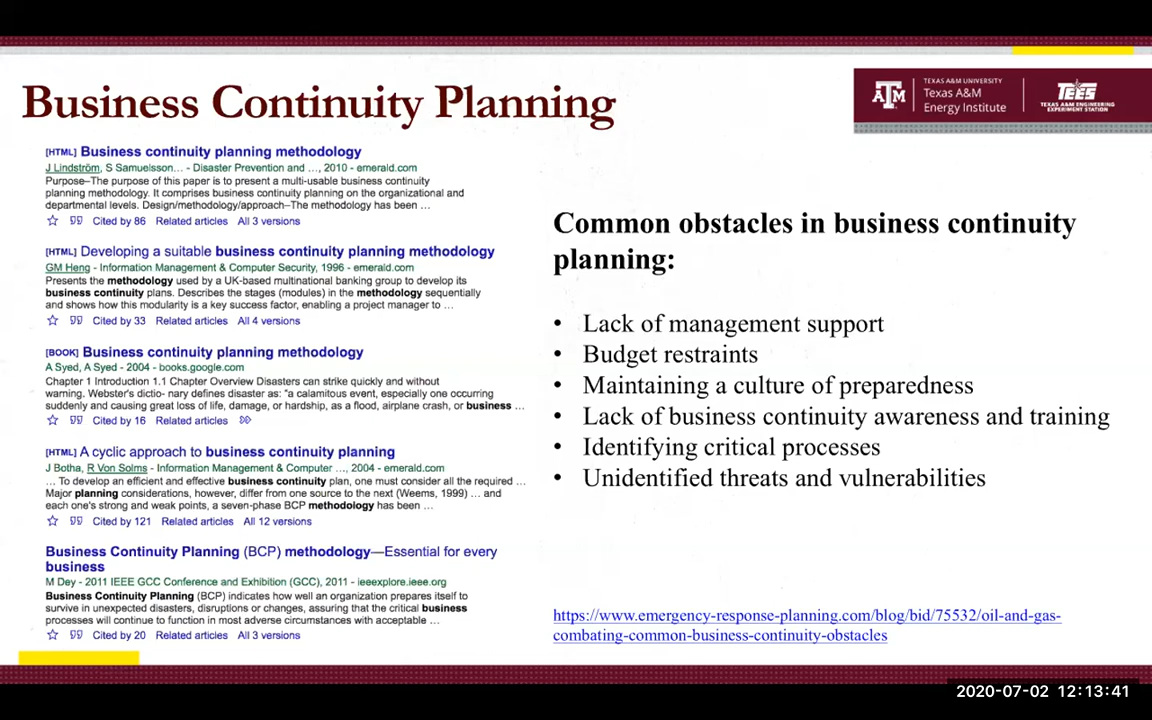 Business Continuity Planning
TEXAS A&M UNIVERSITY
Texas A&M
Energy Institute
TEES
TEXAS A&M ENGINEERING
EXPERIMENT STATION
[HTML] Business continuity planning methodology
J Lindström, S Samuelsson... - Disaster Prevention and ..., 2010 - emerald.com
Purpose–The purpose of this paper is to present a multi-usable business continuity
planning methodology. It comprises business continuity planning on the organizational and
departmental levels. Design/methodology/approach–The methodology has been ...
Cited by 86 Related articles All 3 versions
[HTML] Developing a suitable business continuity planning methodology
GM Heng - Information Management & Computer Security, 1996 - emerald.com
Presents the methodology used by a UK-based multinational banking group to develop its
business continuity plans. Describes the stages (modules) in the methodology sequentially
and shows how this modularity is a key success factor, enabling a project manager to ...
Cited by 33 Related articles All 4 versions
[BOOK] Business continuity planning methodology
A Syed, A Syed - 2004 - books.google.com
Chapter 1 Introduction 1.1 Chapter Overview Disasters can strike quickly and without
warning. Webster's dictio- nary defines disaster as: "a calamitous event, especially one occurring
suddenly and causing great loss of life, damage, or hardship, as a flood, airplane crash, or business ...
Cited by 16 Related articles
[HTML] A cyclic approach to business continuity planning
J Botha, R Von Solms - Information Management & Computer ..., 2004 - emerald.com
... To develop an efficient and effective business continuity plan, one must consider all the required ...
Major planning considerations, however, differ from one source to the next (Weems, 1999) ... and
each one's strong and weak points, a seven-phase BCP methodology has been ...
Cited by 121 Related articles All 12 versions
Business Continuity Planning (BCP) methodology—Essential for every
business
M Dey - 2011 IEEE GCC Conference and Exhibition (GCC), 2011 - ieeexplore.ieee.org
Business Continuity Planning (BCP) indicates how well an organization prepares itself to
survive in unexpected disasters, disruptions or changes, assuring that the critical business
processes will continue to function in most adverse circumstances with acceptable ...
Cited by 20 Related articles All 3 versions
Common obstacles in business continuity
planning:
• Lack of management support
• Budget restraints
• Maintaining a culture of preparedness
• Lack of business continuity awareness and training
• Identifying critical processes
• Unidentified threats and vulnerabilities
https://www.emergency-response-planning.com/blog/bid/75532/oil-and-gas-
combating-common-business-continuity-obstacles
2020-07-02 12:13:41